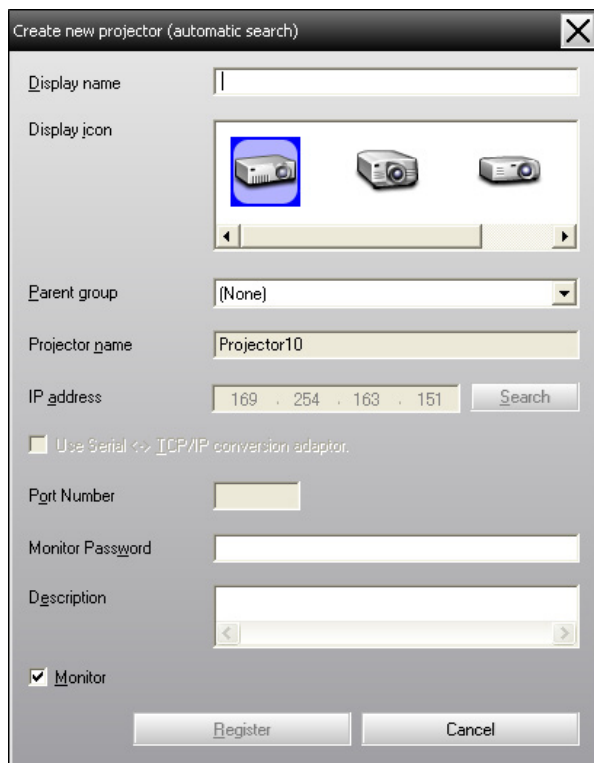 Create new projector (automatic search)
Display name
Display icon
Parent group (None)
Projector name Projector10
IP address 169 . 254 . 163 . 151 Search
Use Serial <-> TCP/IP conversion adaptor.
Port Number
Monitor Password
Description
Monitor
Register Cancel